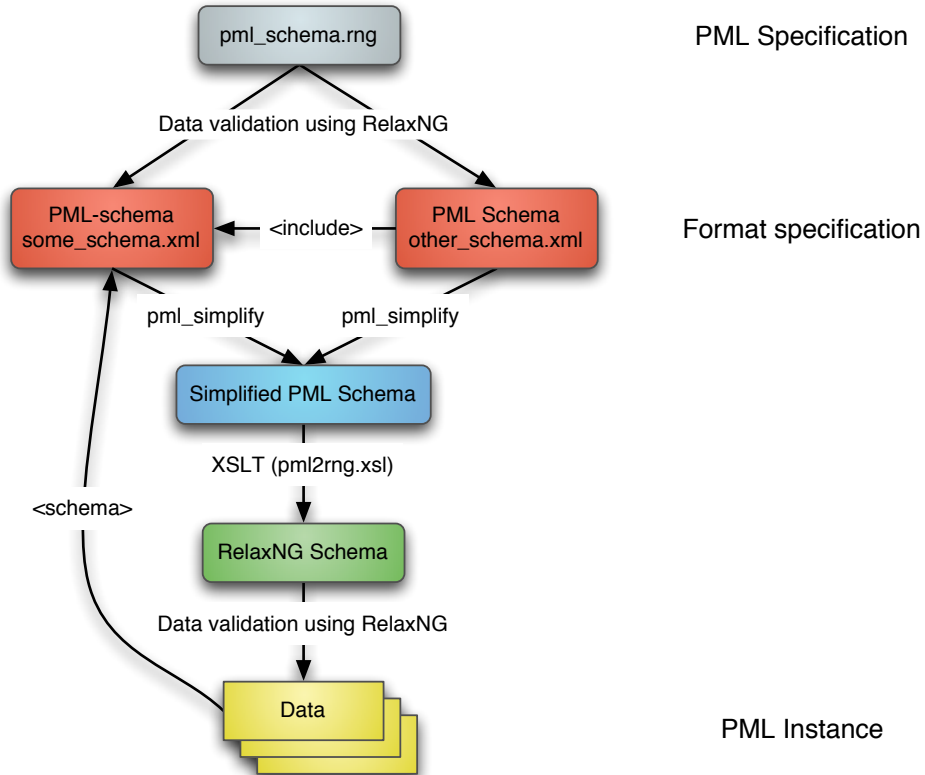 pml_schema.rng
PML Specification
Data validation using RelaxNG
PML-schema
some_schema.xml
<include>
PML Schema
other_schema.xml
Format specification
pml_simplify
pml_simplify
Simplified PML Schema
XSLT (pml2rng.xsl)
<schema>
RelaxNG Schema
Data validation using RelaxNG
Data
PML Instance